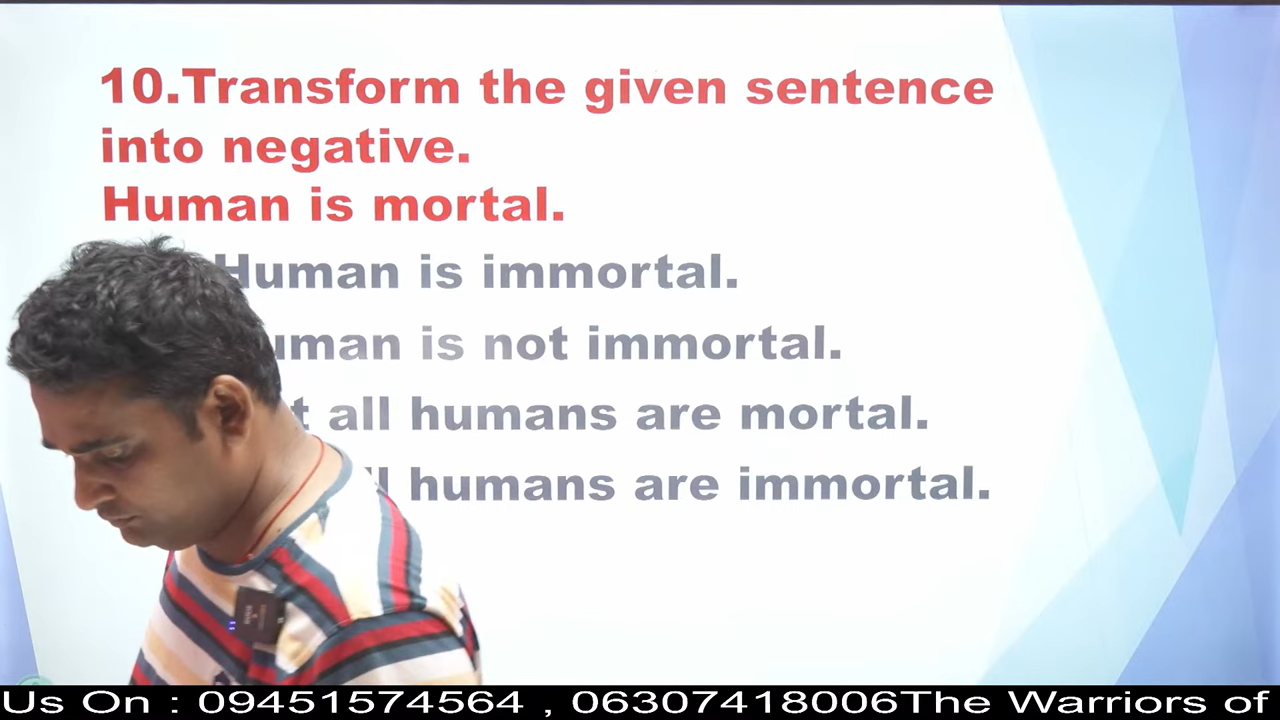 10.Transform the given sentence
into negative.
Human is mortal.
Human is immortal.
is not immortal.
all humans are mortal.
humans are immortal.
Us On : 09451574564 , 06307418006The Warriors of